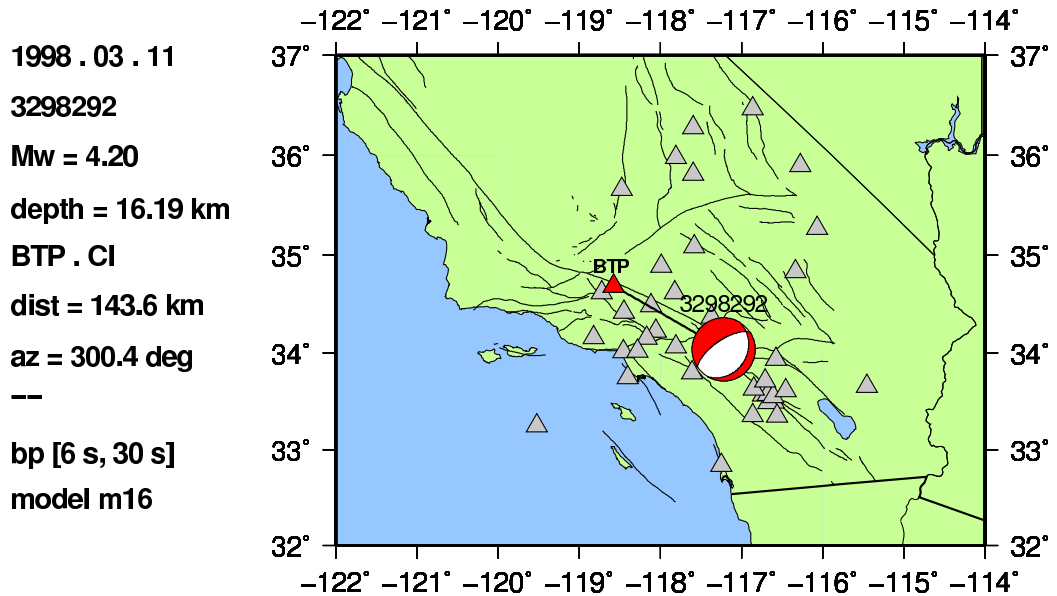 1998 . 03 . 11
3298292
Mw = 4.20
depth = 16.19 km
BTP . CI
dist = 143.6 km
az = 300.4 deg
--
bp [6 s, 30 s]
model m16
-122° -121° -120° -119° -118° -117° -116° -115° -114°
37° 37°
36° 36°
35° 35°
BTP
3298292
34° 34°
33° 33°
32° 32°
-122° -121° -120° -119° -118° -117° -116° -115° -114°